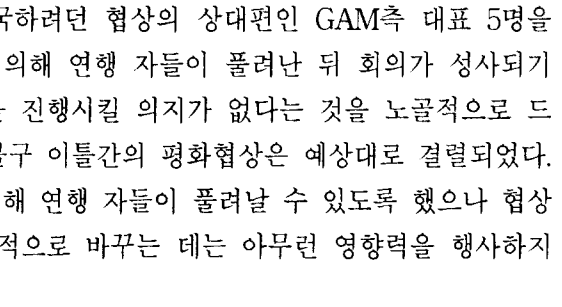 국하려던 협상의 상대편인 GAM측 대표 5명을
의해 연행 자들이 풀려난 뒤 회의가 성사되기
진행시킬 의지가 없다는 것을 노골적으로 드
불구 이틀간의 평화협상은 예상대로 결렬되었다.
해 연행 자들이 풀려날 수 있도록 했으나 협상
적으로 바꾸는 데는 아무런 영향력을 행사하지